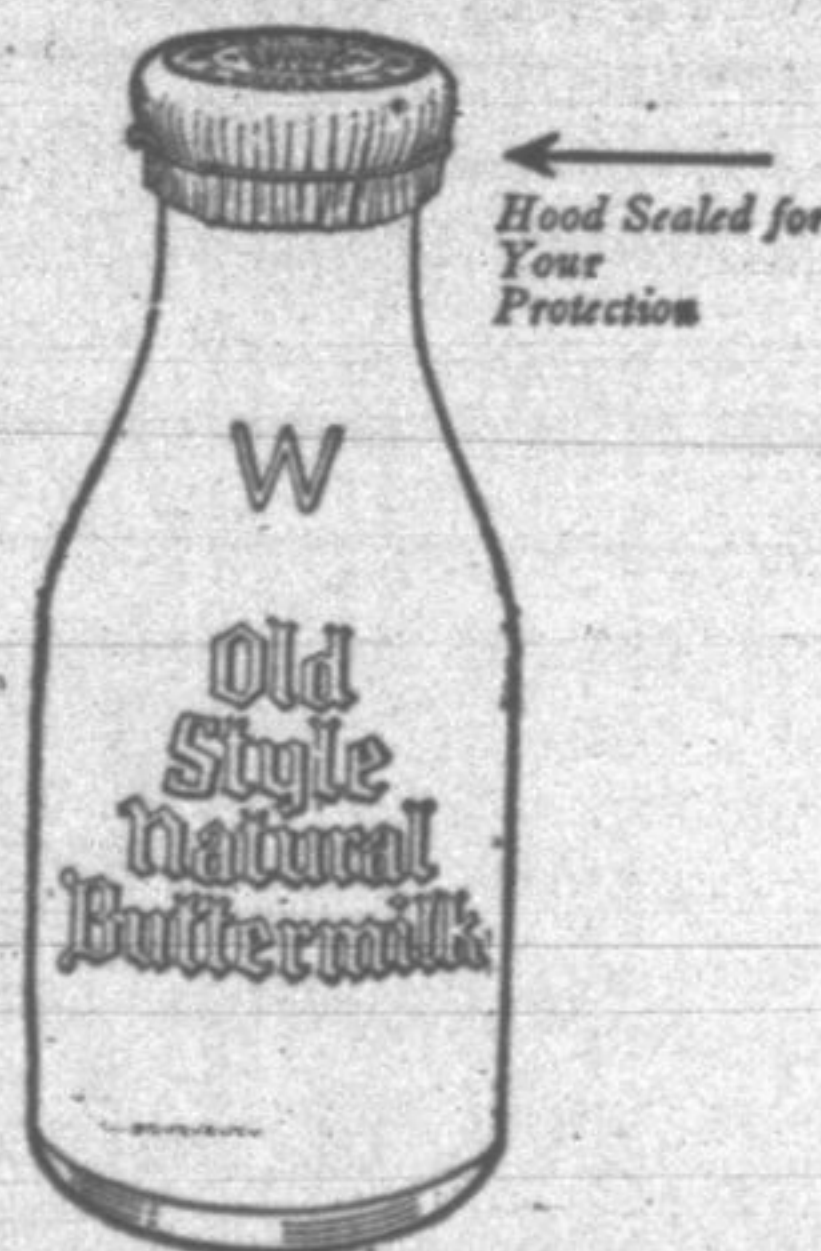 Hood Sealed for
Your
Protection
W
Old
Style
Natural
Buttermilk